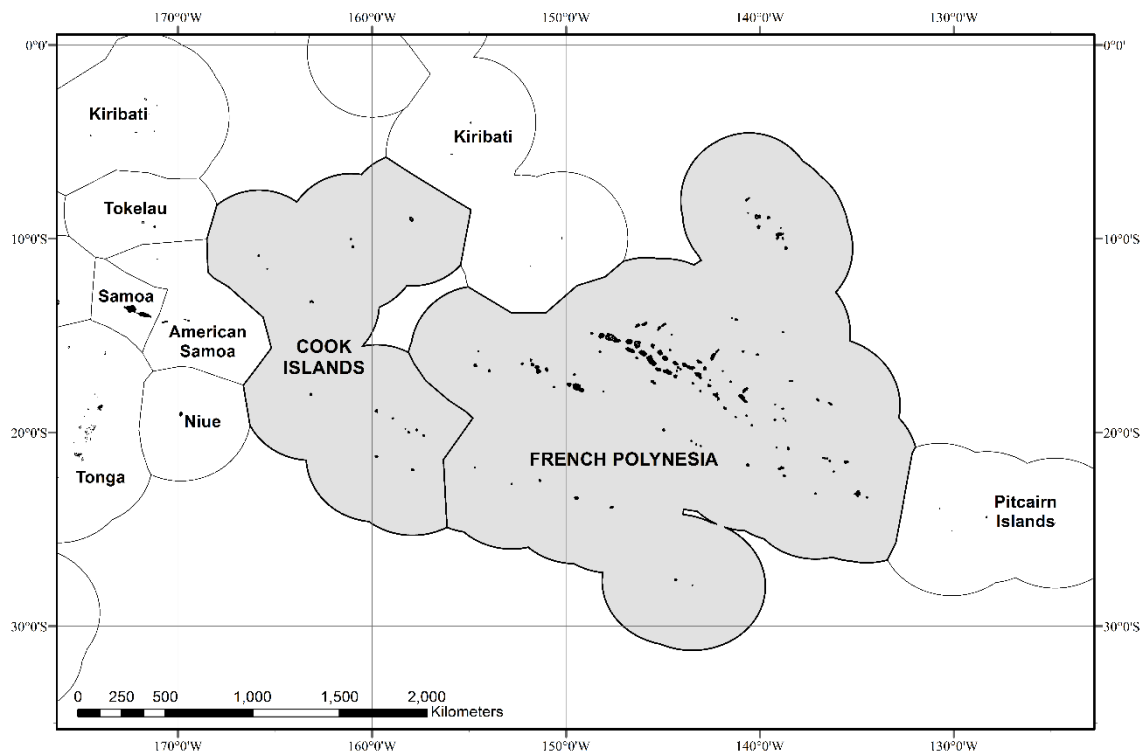 170°0'W 160°0'W 150°0'W 140°0'W 130°0'W
0°0' 0°0'
Kiribati
Kiribati
Tokelau
10°0'S 10°0'S
Samoa
American
Samoa
COOK
ISLANDS
Niue
20°0'S 20°0'S
FRENCH POLYNESIA
Tonga
Pitcairn
Islands
30°0'S 30°0'S
0 250 500 1,000 1,500 2,000
Kilometers
170°0'W 160°0'W 150°0'W 140°0'W 130°0'W